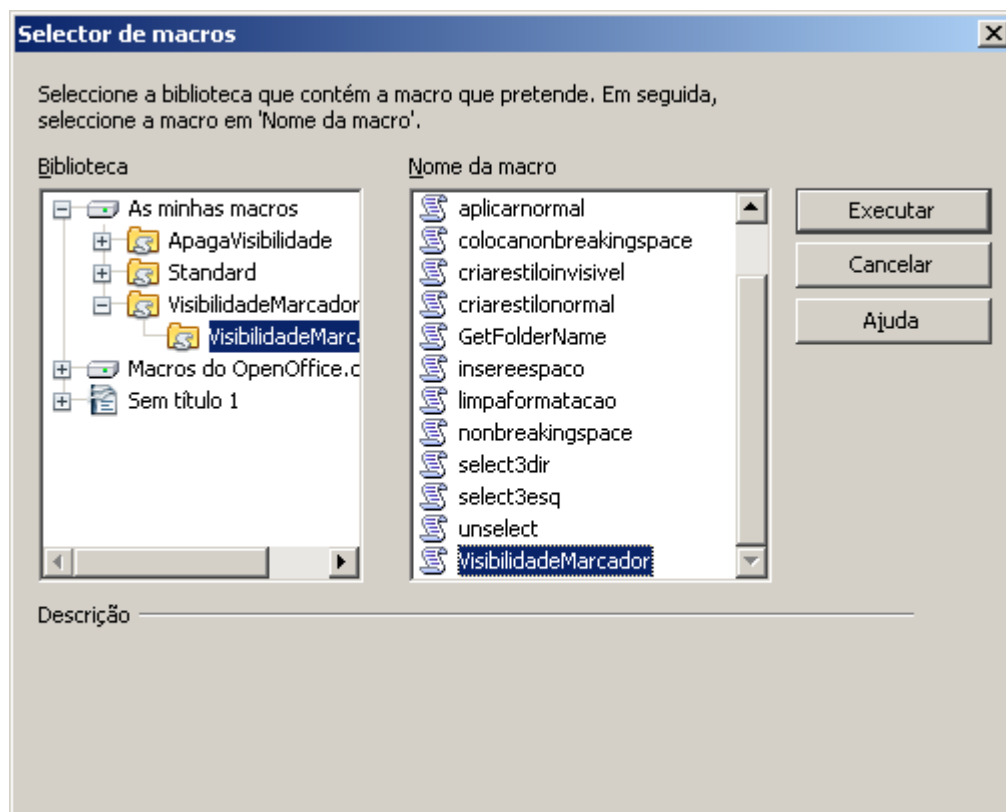 Selector de macros
Seleccione a biblioteca que contém a macro que pretende. Em seguida,
seleccione a macro em 'Nome da macro'.
Biblioteca
As minhas macros
ApagaVisibilidade
Standard
VisibilidadeMarcador
VisibilidadeMarc
Macros do OpenOffice.c
Sem título 1
Nome da macro
aplicarnormal
colocanonbreakingspace
criarestiloinvisivel
criarestilonormal
GetFolderName
insereespaco
limpaformatacao
nonbreakingspace
select3dir
select3esq
unselect
VisibilidadeMarcador
Executar
Cancelar
Ajuda
Descrição